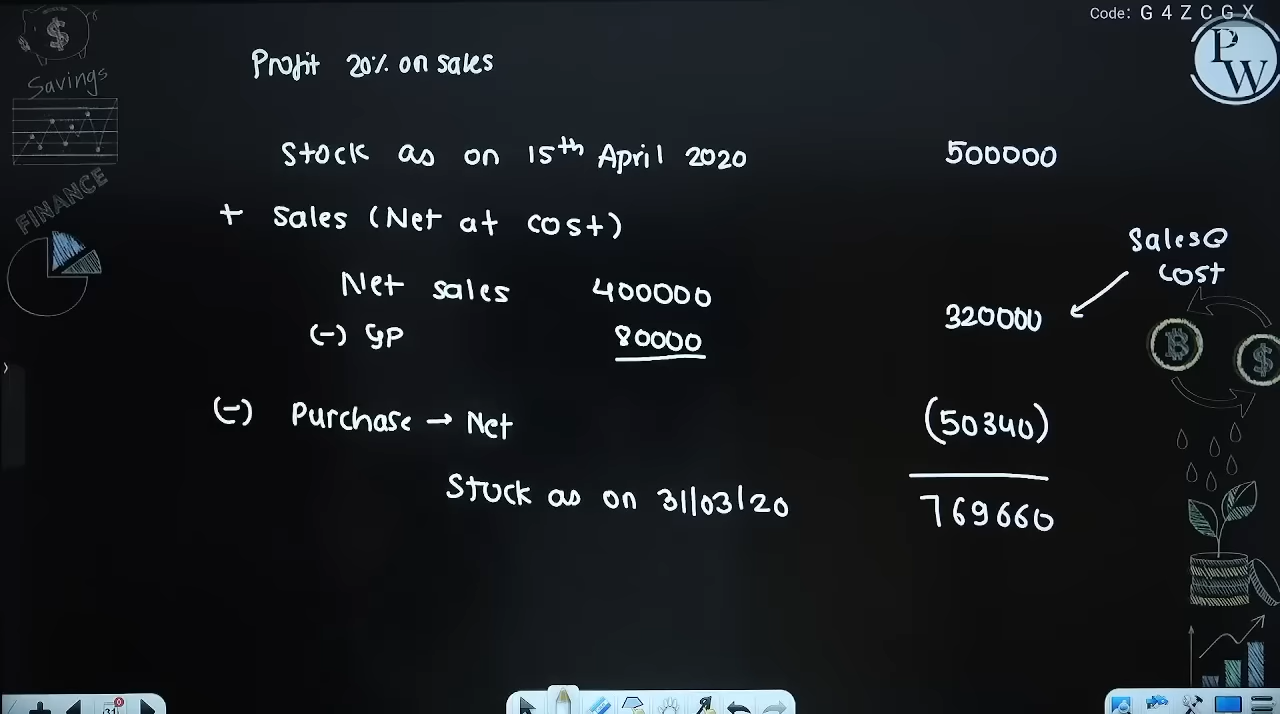 Code: G 4 Z C G X
PW
Savings
FINANCE
Profit 20% on sales
Stock as on 15th April 2020 500000
+ Sales (Net at cost)
Sales@
cost
Net sales 400000
(-) GP 80000 320000
(-) Purchase → Net (50340)
Stock as on 31/03/20 769660